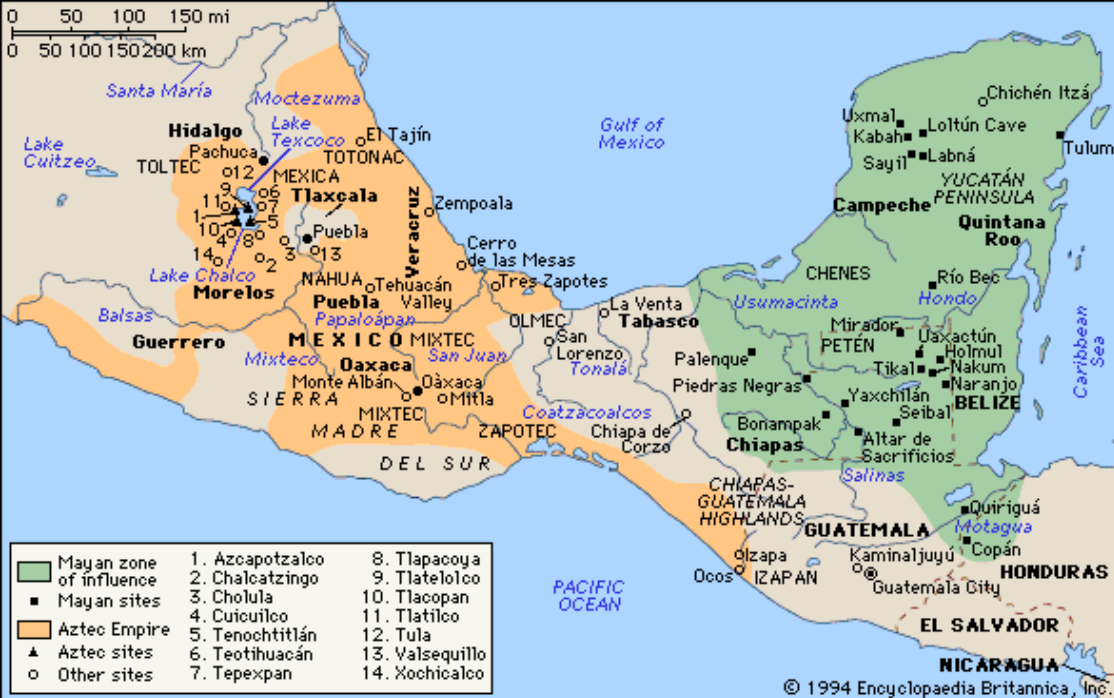 0 50 100 150 mi
0 50 100 150 200 km
Santa María
Moctezuma
Lake
Cuitzeo
Hidalgo
Lake
Texcoco
Pachuca
TOLTEC
El Tajín
TOTONAC
12
MEXICA
9
6
11
7
Tlaxcala
1
5
10
4
8
Puebla
3
13
14
2
Lake Chalco
Morelos
NAHUA
Tehuacán
Valley
Puebla
Papaloápan
Veracruz
Zempoala
Cerro
de las Mesas
Tres Zapotes
Gulf of
Mexico
Balsas
Guerrero
MEXICO
MIXTEC
Mixteco
San Juan
Oaxaca
Monte Albán
Oàxaca
Mitla
MIXTEC
ZAPOTEC
SIERRA
MADRE
DEL SUR
OLMEC
San
Lorenzo
La Venta
Tabasco
Tonalá
Coatzacoalcos
Chiapa de
Corzo
Chichén Itzá
Uxmal
Kabah
Loltún Cave
Sayil
Labná
Tulum
YUCATÁN
PENINSULA
Campeche
Quintana
Roo
CHENES
Río Bec
Usumacinta
Hondo
Mirador
PETÉN
Uaxactún
Holmul
Tikal
Nakum
Naranjo
BELIZE
Palenque
Piedras Negras
Yaxchilán
Seibal
Bonampak
Chiapas
Altar de
Sacrificios
Salinas
Caribbean
Sea
CHIAPAS-
GUATEMALA
HIGHLANDS
GUATEMALA
Quiriguá
Motagua
Copán
Kaminaljuyú
Guatemala City
HONDURAS
Izapa
Ocos
IZAPAN
EL SALVADOR
NICARAGUA
PACIFIC
OCEAN
Mayan zone
of influence
Mayan sites
Aztec Empire
Aztec sites
Other sites
1. Azcapotzalco
2. Chalcatzingo
3. Cholula
4. Cuicuilco
5. Tenochtitlán
6. Teotihuacán
7. Tepexpan
8. Tlapacoya
9. Tlatelolco
10. Tlacopan
11. Tlatilco
12. Tula
13. Valsequillo
14. Xochicalco
© 1994 Encyclopaedia Britannica, Inc.